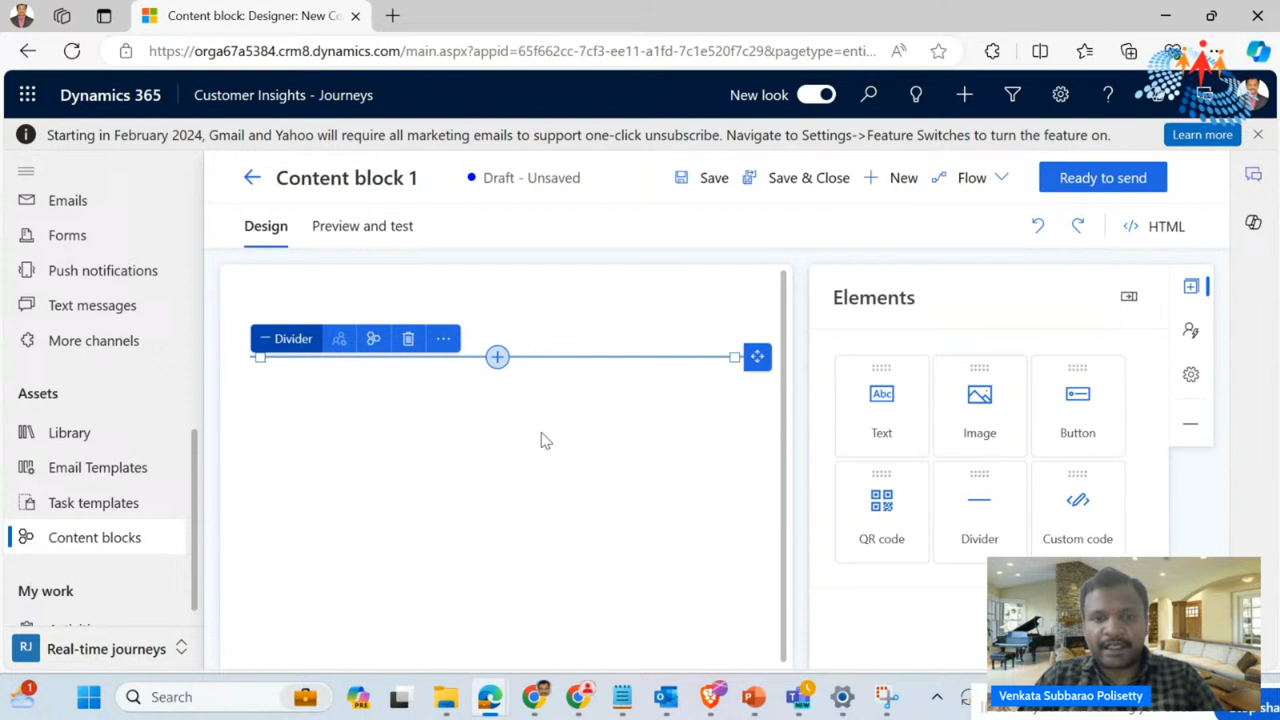 Content block: Designer: New Co
https://orga67a5384.crm8.dynamics.com/main.aspx?appid=65f662cc-7cf3-ee11-a1fd-7c1e520f7c29&pagetype=enti...
Dynamics 365
Customer Insights - Journeys
New look
Starting in February 2024, Gmail and Yahoo will require all marketing emails to support one-click unsubscribe. Navigate to Settings->Feature Switches to turn the feature on.
Learn more
Emails
Forms
Push notifications
Text messages
More channels
Assets
Library
Email Templates
Task templates
Content blocks
My work
RJ
Real-time journeys
Content block 1
Draft - Unsaved
Save
Save & Close
New
Flow
Ready to send
Design
Preview and test
HTML
Divider
Elements
Abc
Text
Image
Button
QR code
Divider
Custom code
Venkata Subbarao Polisetty
1
Search
NEW